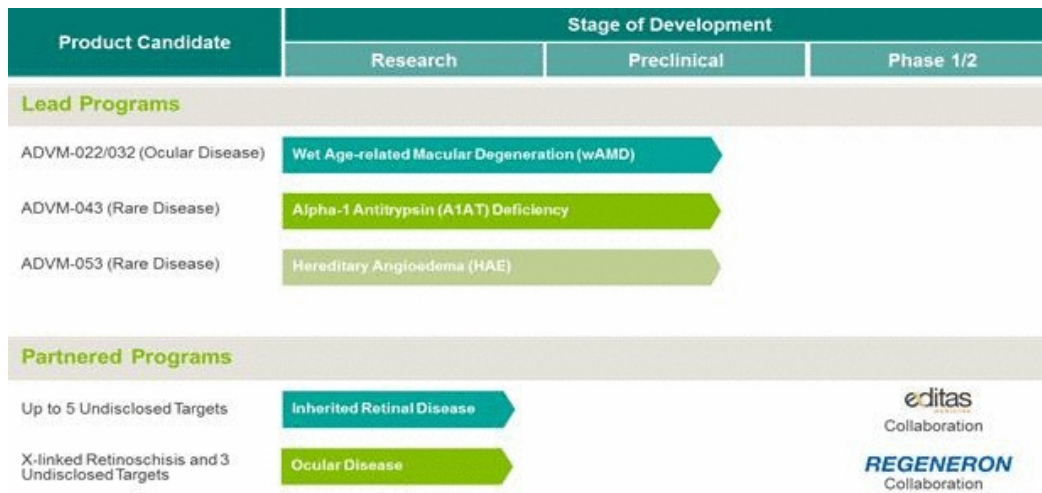 Product Candidate
Stage of Development
Research
Preclinical
Phase 1/2
Lead Programs
ADVM-022/032 (Ocular Disease)
Wet Age-related Macular Degeneration (wAMD)
ADVM-043 (Rare Disease)
Alpha-1 Antitrypsin (A1AT) Deficiency
ADVM-053 (Rare Disease)
Hereditary Angioedema (HAE)
Partnered Programs
Up to 5 Undisclosed Targets
Inherited Retinal Disease
editas
MEDICINE
Collaboration
X-linked Retinoschisis and 3
Undisclosed Targets
Ocular Disease
REGENERON
Collaboration